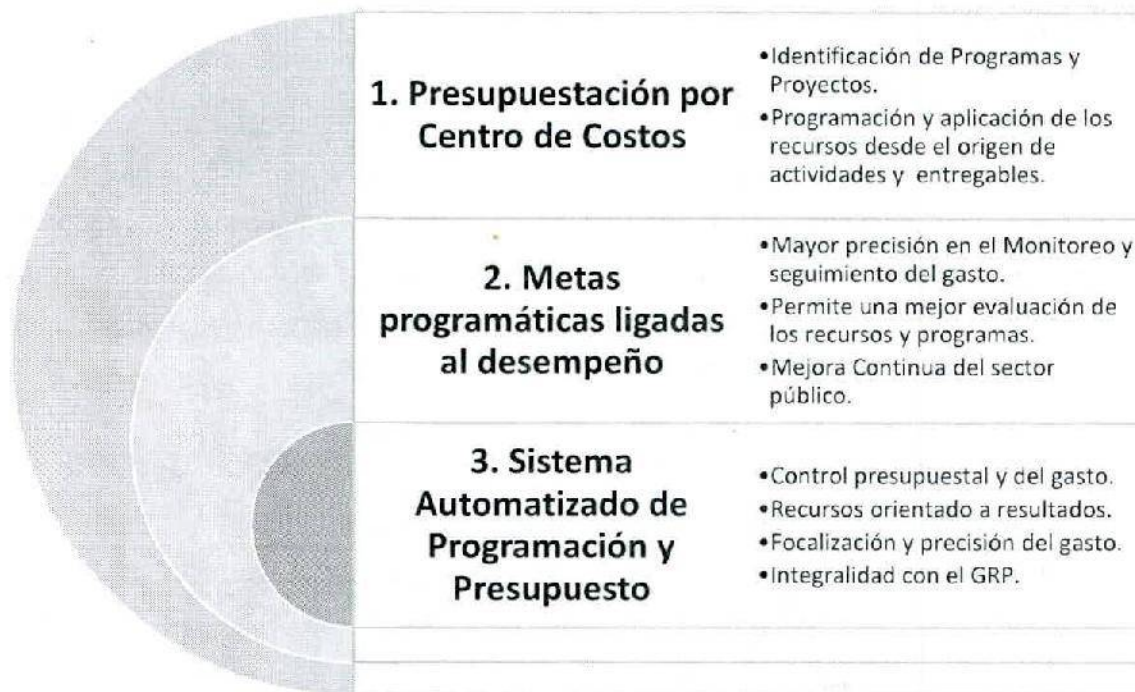 1. Presupuestación por
Centro de Costos
•Identificación de Programas y
Proyectos.
•Programación y aplicación de los
recursos desde el origen de
actividades y entregables.
2. Metas
programáticas ligadas
al desempeño
•Mayor precisión en el Monitoreo y
seguimiento del gasto.
•Permite una mejor evaluación de
los recursos y programas.
•Mejora Continua del sector
público.
3. Sistema
Automatizado de
Programación y
Presupuesto
•Control presupuestal y del gasto.
•Recursos orientado a resultados.
•Focalización y precisión del gasto.
•Integralidad con el GRP.